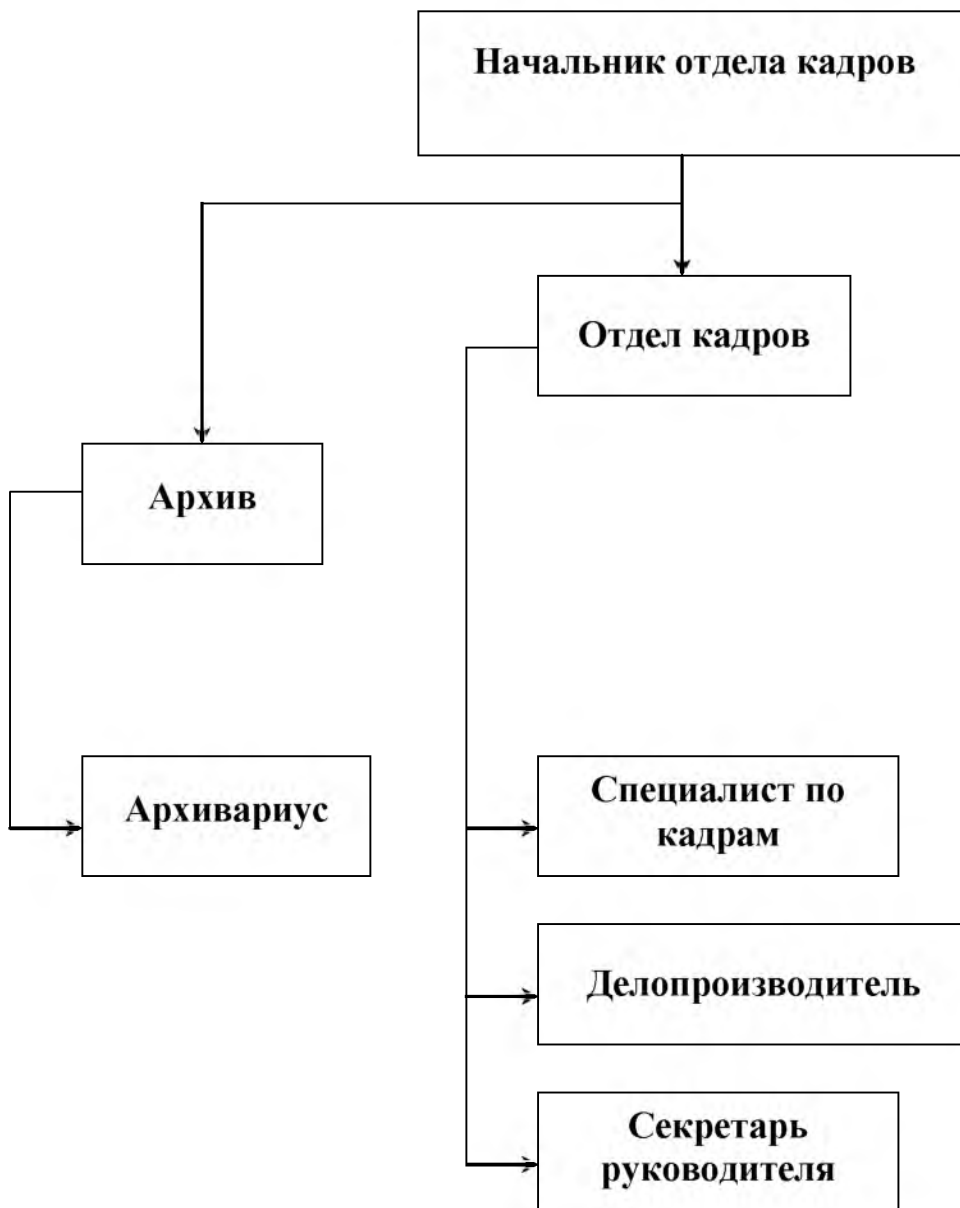 Начальник отдела кадров
Отдел кадров
Архив
Архивариус
Специалист по
кадрам
Делопроизводитель
Секретарь
руководителя